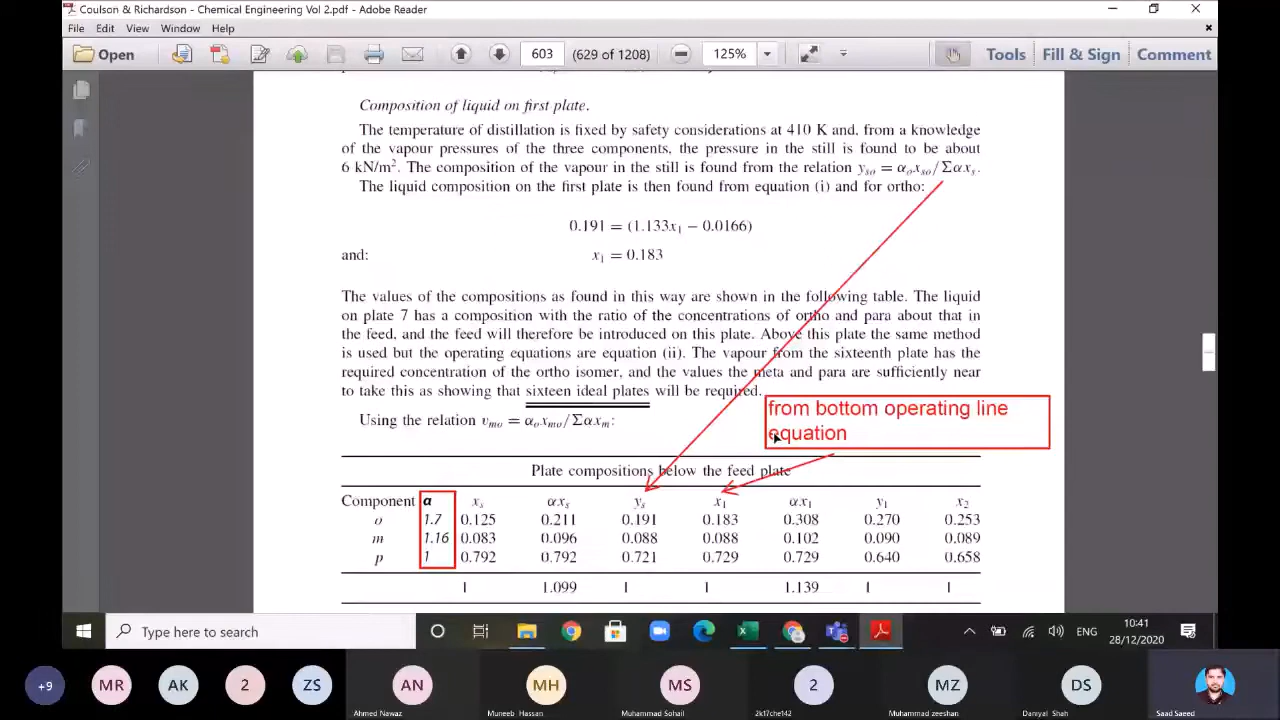 Coulson & Richardson - Chemical Engineering Vol 2.pdf - Adobe Reader
File Edit View Window Help
Open 603 (629 of 1208) 125% Tools Fill & Sign Comment
Composition of liquid on first plate.
The temperature of distillation is fixed by safety considerations at 410 K and, from a knowledge
of the vapour pressures of the three components, the pressure in the still is found to be about
6 kN/m². The composition of the vapour in the still is found from the relation yso = αoxso/Σαxs.
The liquid composition on the first plate is then found from equation (i) and for ortho:
0.191 = (1.133x1 − 0.0166)
and: x1 = 0.183
The values of the compositions as found in this way are shown in the following table. The liquid
on plate 7 has a composition with the ratio of the concentrations of ortho and para about that in
the feed, and the feed will therefore be introduced on this plate. Above this plate the same method
is used but the operating equations are equation (ii). The vapour from the sixteenth plate has the
required concentration of the ortho isomer, and the values the meta and para are sufficiently near
to take this as showing that sixteen ideal plates will be required.
from bottom operating line
equation
Using the relation vmo = αoxmo/Σαxm:
Plate compositions below the feed plate
Component α xs αxs ys x1 αx1 y1 x2
o 1.7 0.125 0.211 0.191 0.183 0.308 0.270 0.253
m 1.16 0.083 0.096 0.088 0.088 0.102 0.090 0.089
p 1 0.792 0.792 0.721 0.729 0.729 0.640 0.658
1 1.099 1 1 1.139 1 1
Type here to search
ENG
10:41
28/12/2020
+9 MR AK 2 ZS AN MH MS 2 MZ DS
Ahmed Nawaz Muneeb Hassan Muhammad Sohail 2k17che142 Muhammad zeeshan Daniyal Shah Saad Saeed